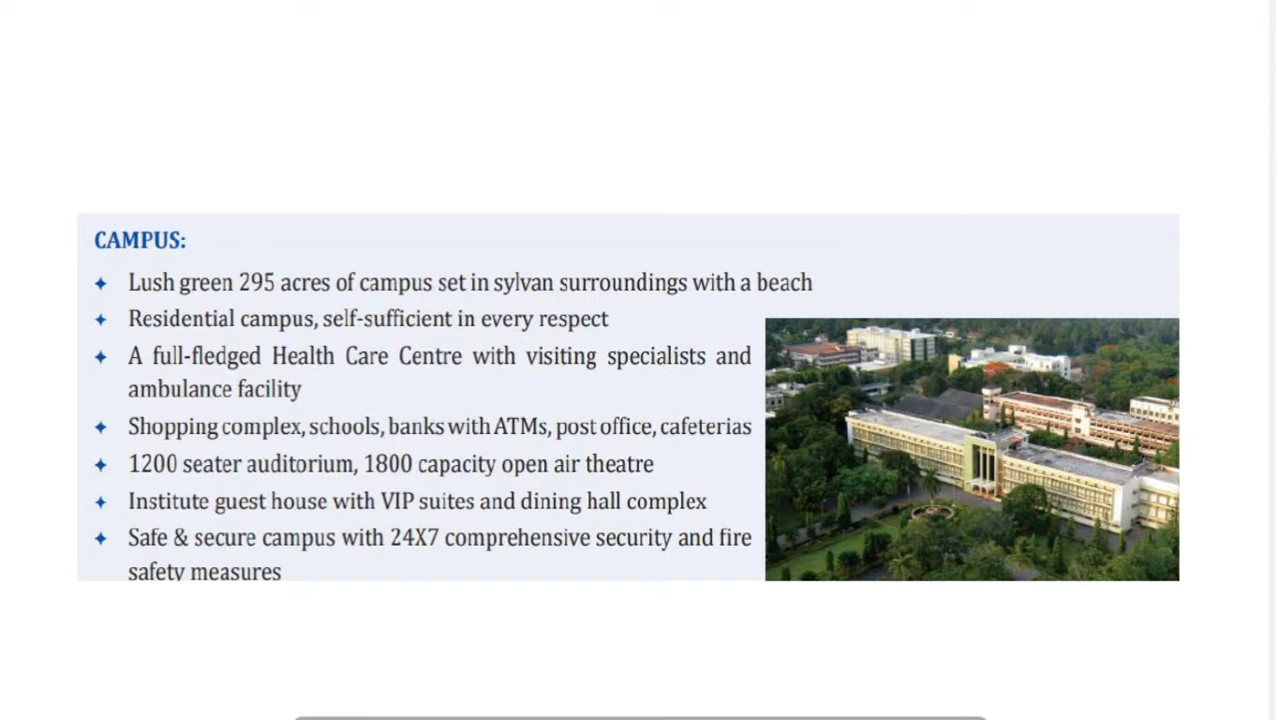 CAMPUS:
Lush green 295 acres of campus set in sylvan surroundings with a beach
Residential campus, self-sufficient in every respect
A full-fledged Health Care Centre with visiting specialists and
ambulance facility
Shopping complex, schools, banks with ATMs, post office, cafeterias
1200 seater auditorium, 1800 capacity open air theatre
Institute guest house with VIP suites and dining hall complex
Safe & secure campus with 24X7 comprehensive security and fire
safety measures